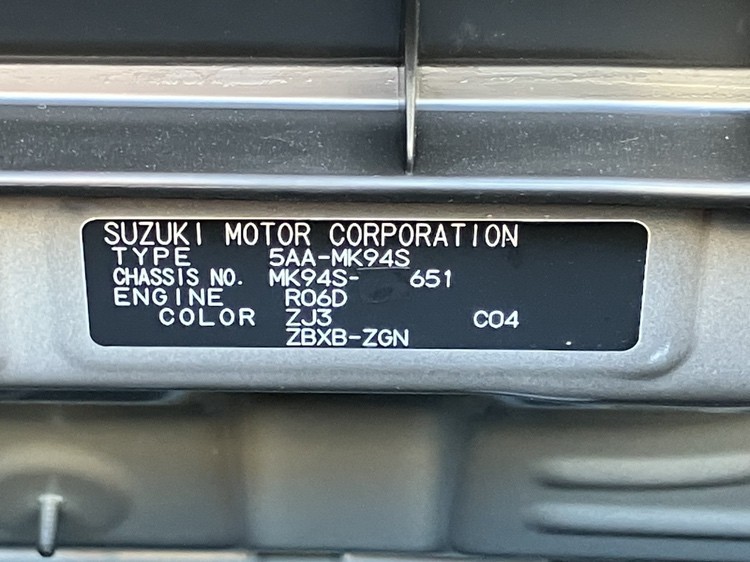 SUZUKI MOTOR CORPORATION
TYPE 5AA-MK94S
CHASSIS NO. MK94S- 651
ENGINE R06D
COLOR ZJ3 C04
ZBXB-ZGN